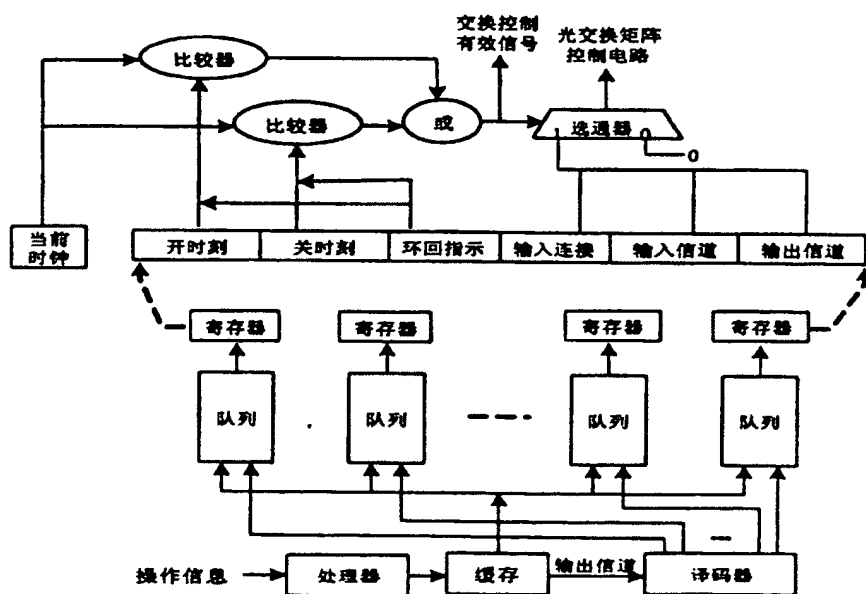 交换控制
有效信号
光交换矩阵
控制电路
比较器
比较器
或
选通器
1 0
0
当前
时钟
开时刻 关时刻 环回指示 输入连接 输入信道 输出信道
寄存器 寄存器 寄存器 寄存器
队列 队列 队列 队列
操作信息 处理器 缓存 输出信道 译码器